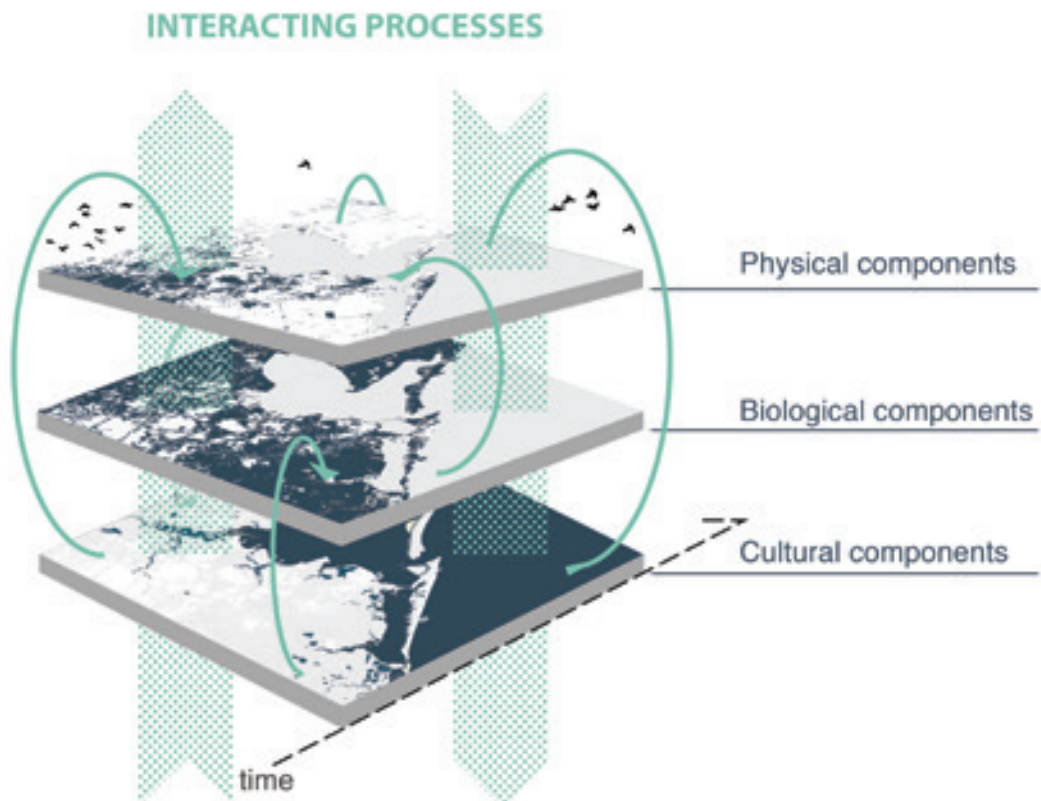 INTERACTING PROCESSES
Physical components
Biological components
Cultural components
time